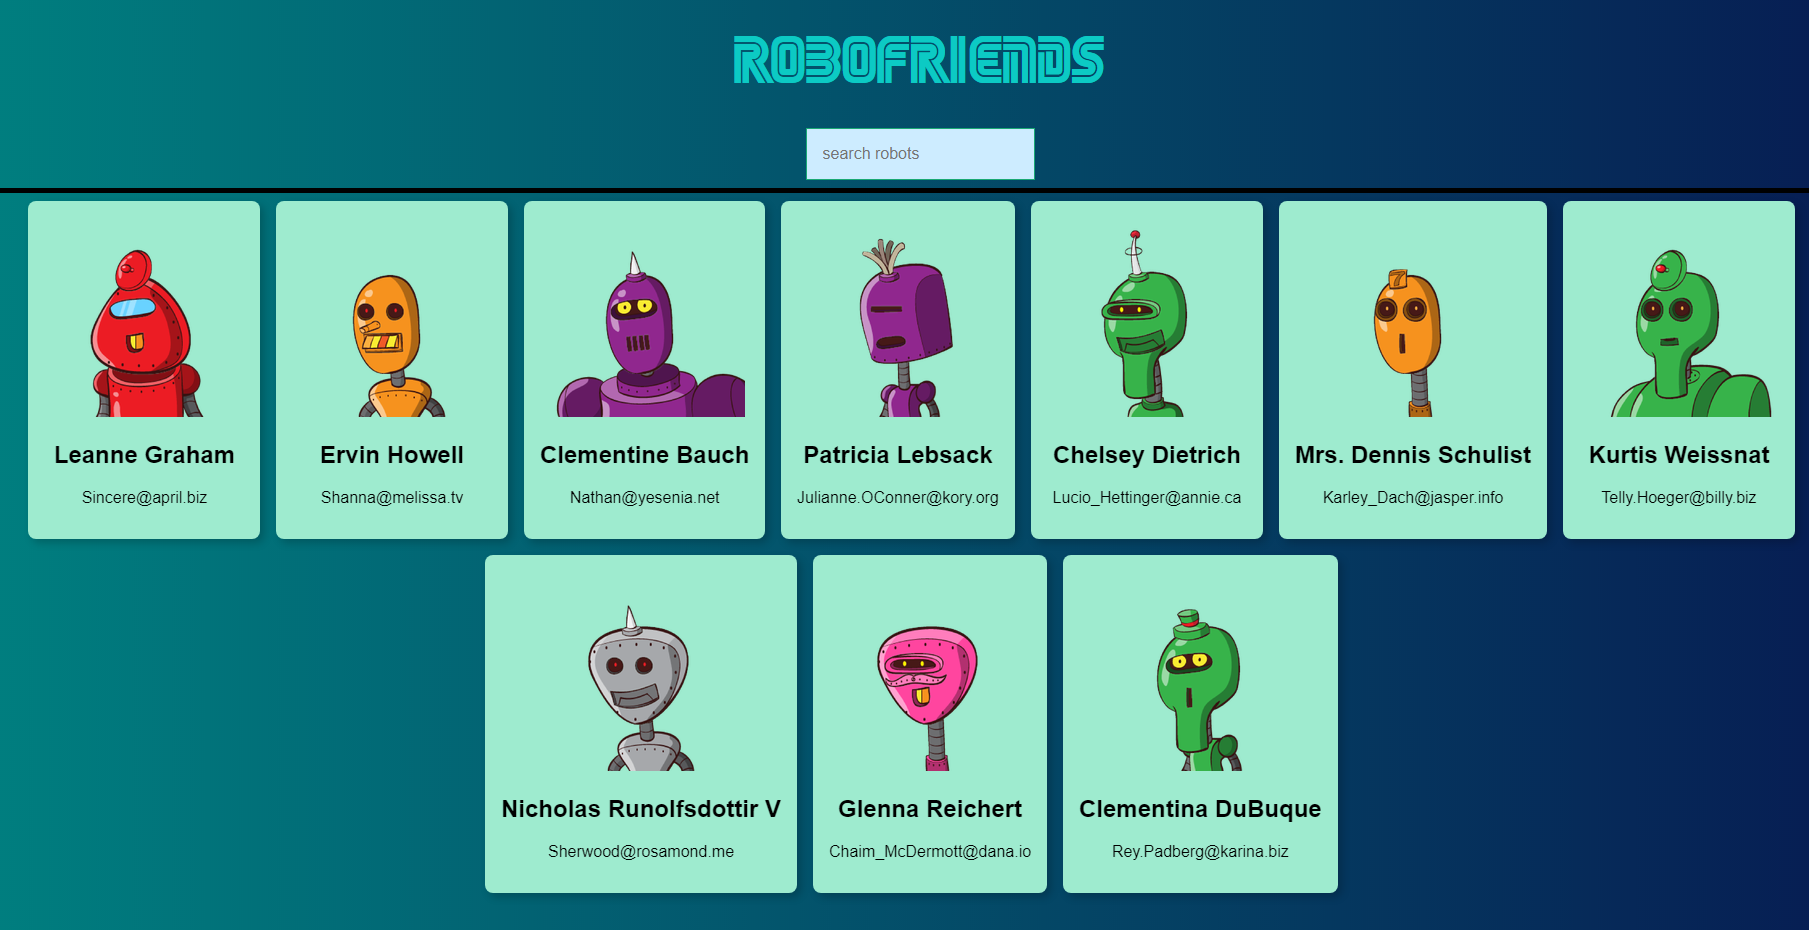 ROBOFRIENDS
search robots
7
Leanne Graham
Sincere@april.biz
Ervin Howell
Shanna@melissa.tv
Clementine Bauch
Nathan@yesenia.net
Patricia Lebsack
Julianne.OConner@kory.org
Chelsey Dietrich
Lucio_Hettinger@annie.ca
Mrs. Dennis Schulist
Karley_Dach@jasper.info
Kurtis Weissnat
Telly.Hoeger@billy.biz
Nicholas Runolfsdottir V
Sherwood@rosamond.me
Glenna Reichert
Chaim_McDermott@dana.io
Clementina DuBuque
Rey.Padberg@karina.biz